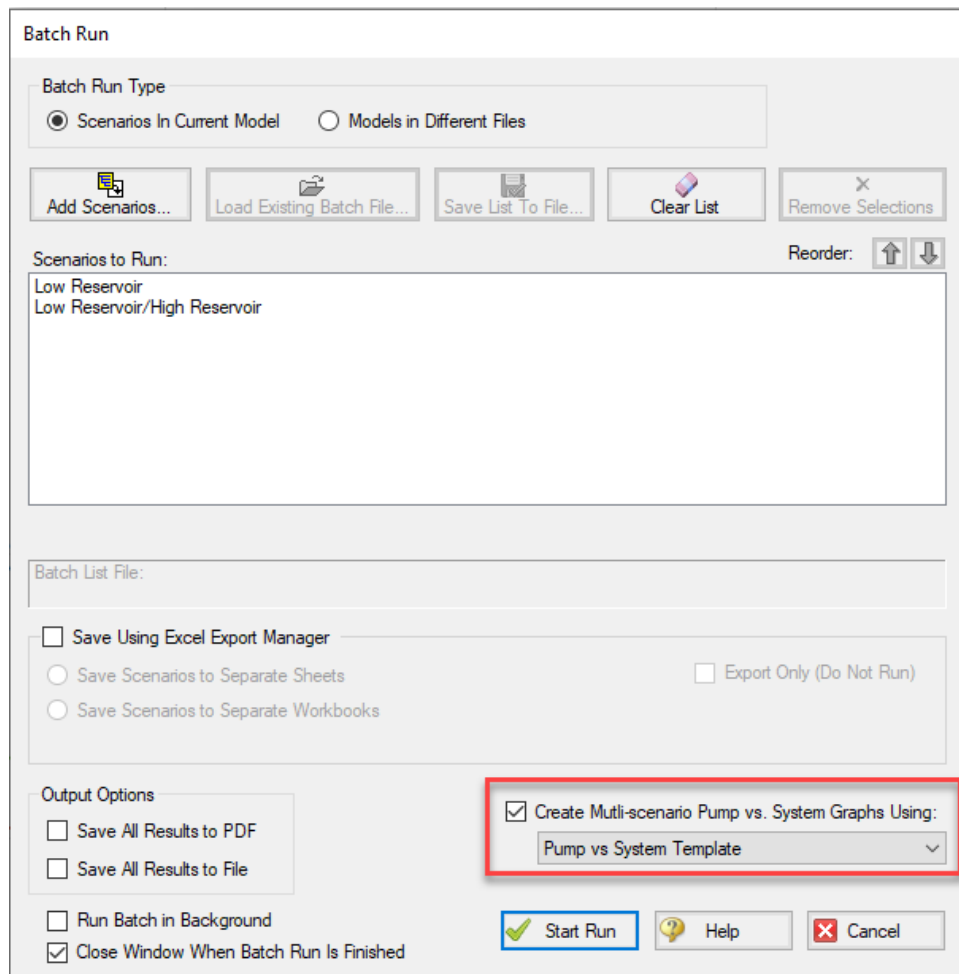 Batch Run
Batch Run Type
Scenarios In Current Model
Models in Different Files
Add Scenarios...
Load Existing Batch File...
Save List To File...
Clear List
Remove Selections
Scenarios to Run:
Reorder:
Low Reservoir
Low Reservoir/High Reservoir
Batch List File:
Save Using Excel Export Manager
Save Scenarios to Separate Sheets
Export Only (Do Not Run)
Save Scenarios to Separate Workbooks
Output Options
Save All Results to PDF
Save All Results to File
Create Mutli-scenario Pump vs. System Graphs Using:
Pump vs System Template
Run Batch in Background
Close Window When Batch Run Is Finished
Start Run
Help
Cancel